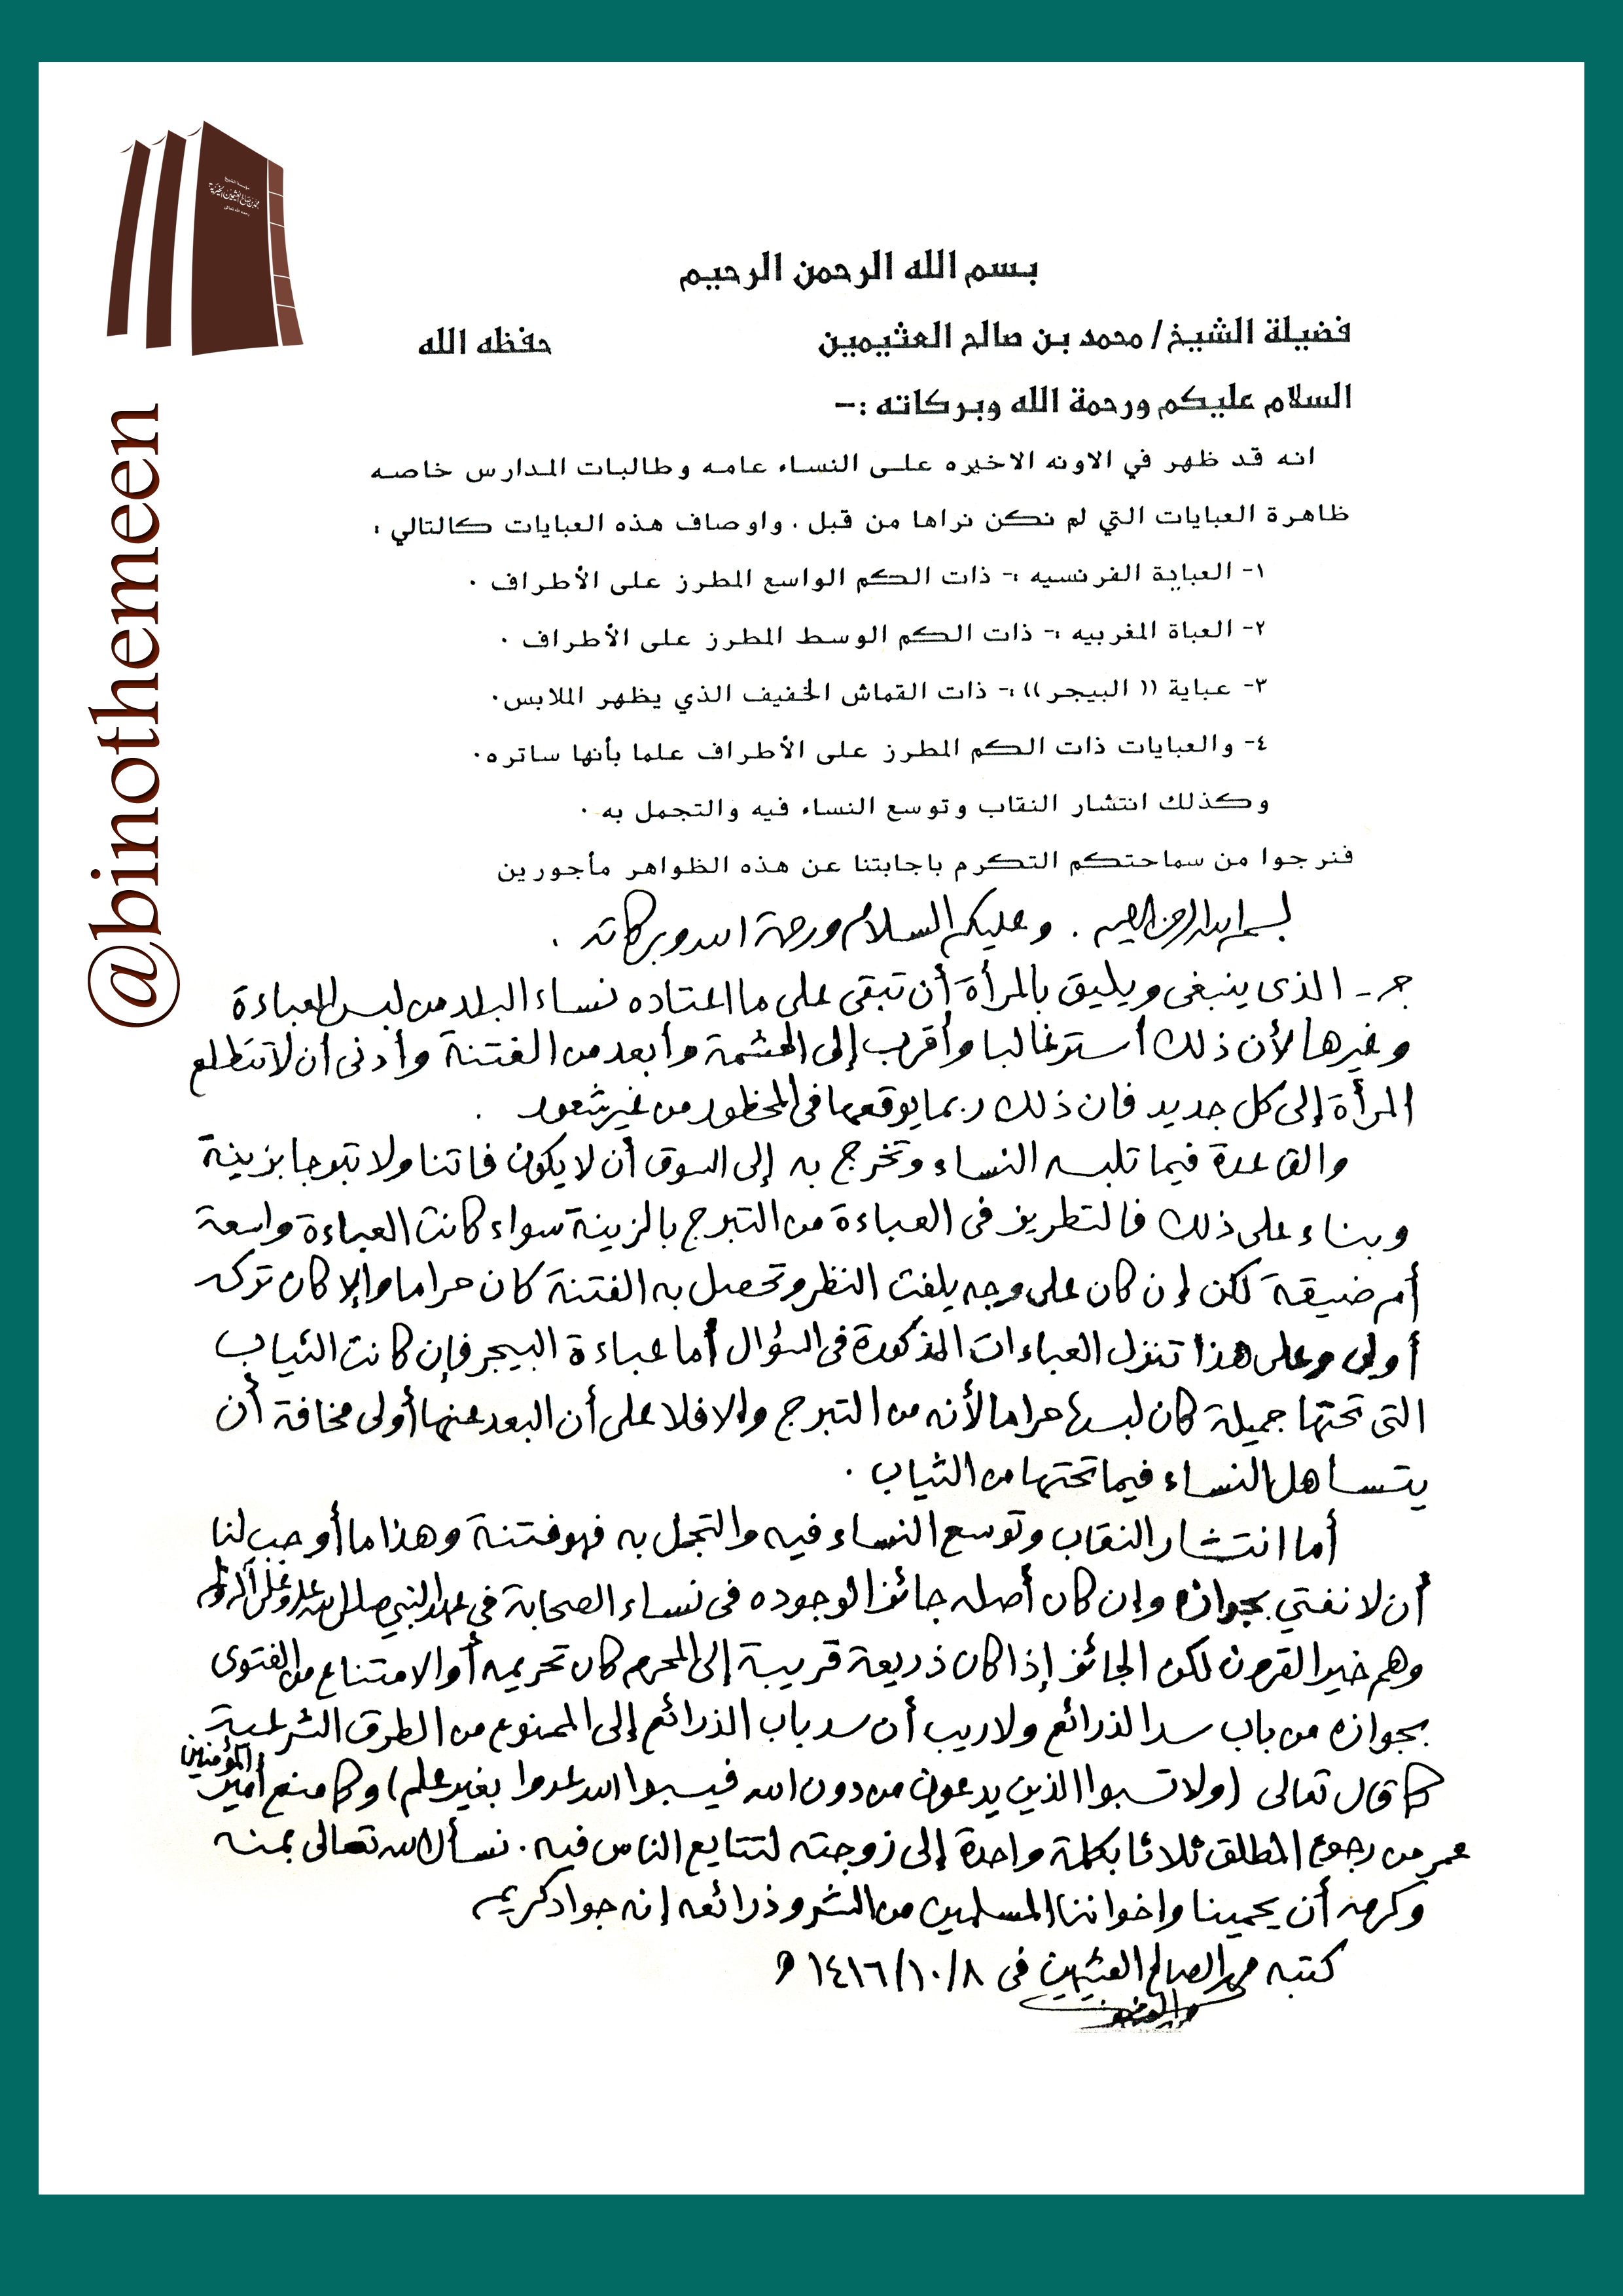 بسم الله الرحمن الرحيم
فضيلة الشيخ / محمد بن صالح العثيمين حفظه الله
السلام عليكم ورحمة الله وبركاته :-
انه قد ظهر في الاونه الاخيره على النساء عامه وطالبات المدارس خاصه
ظاهرة العبايات التي لم نكن نراها من قبل . واوصاف هذه العبايات كالتالي :
١- العباية الفرنسيه :- ذات الكم الواسع المطرز على الأطراف .
٢- العباة المغربيه :- ذات الكم الوسط المطرز على الأطراف .
٣- عباية (( البيجر )) :- ذات القماش الخفيف الذي يظهر الملابس .
٤- والعبايات ذات الكم المطرز على الأطراف علما بأنها ساتره .
وكذلك انتشار النقاب وتوسع النساء فيه والتجمل به .
فنرجوا من سماحتكم التكرم باجابتنا عن هذه الظواهر مأجورين
بسم الله الرحمن الرحيم . وعليكم السلام ورحمة الله وبركاته .
جـ - الذى ينبغى ويليق بالمرأة أن تبقى على ما اعتاده نساء البلد من لبس العباءة
وغيرها لأن ذلك أستر غالبا وأقرب إلى الحشمة وأبعد من الفتنة وأدنى أن لا تتطلع
المرأة إلى كل جديد فان ذلك ربما يوقعها فى المحظور من غير شعور .
والقاعدة فيما تلبسه النساء وتخرج به إلى السوق أن لا يكون فاتنا ولا تبرجا بزينة
وبناء على ذلك فالتطريز فى العباءة من التبرج بالزينة سواء كانت العباءة واسعة
أم ضيقة لكن إن كان على وجه يلفت النظر وتحصل به الفتنة كان حراما وإلا كان تركه
أولى وعلى هذا تنزل العباءات المذكورة فى السؤال أما عباءة البيجر فإن كانت الثياب
التى تحتها جميلة كان لبسها حراما لأنه من التبرج وإلا فلا على أن البعد عنها أولى مخافة أن
يتساهل النساء فيما تحتها من الثياب .
أما انتشار النقاب وتوسع النساء فيه والتجمل به فهو فتنة وهذا ما أوجب لنا
أن لا نفتي بجوازه وإن كان أصله جائزا لوجوده فى نساء الصحابة في عهد النبي صلى الله عليه وعلى آله وسلم
وهم خير القرون لكن الجائز إذا كان ذريعة قريبة إلى المحرم كان تحريمه أو الامتناع من الفتوى
بجوازه من باب سد الذرائع ولا ريب أن سد باب الذرائع إلى الممنوع من الطرق الشرعية
كما قال تعالى (ولا تسبوا الذين يدعون من دون الله فيسبوا الله عدوا بغير علم) وكما منع أمير المؤمنين
عمر من رجوع المطلق ثلاثا بكلمة واحدة إلى زوجته لتتايع الناس فيه . نسأل الله تعالى بمنه
وكرمه أن يحمينا واخواننا المسلمين من الشر وذرائعه إنه جواد كريم
كتبه محمد الصالح العثيمين فى ٨/١٠/١٤١٦ هـ
@binothemeen